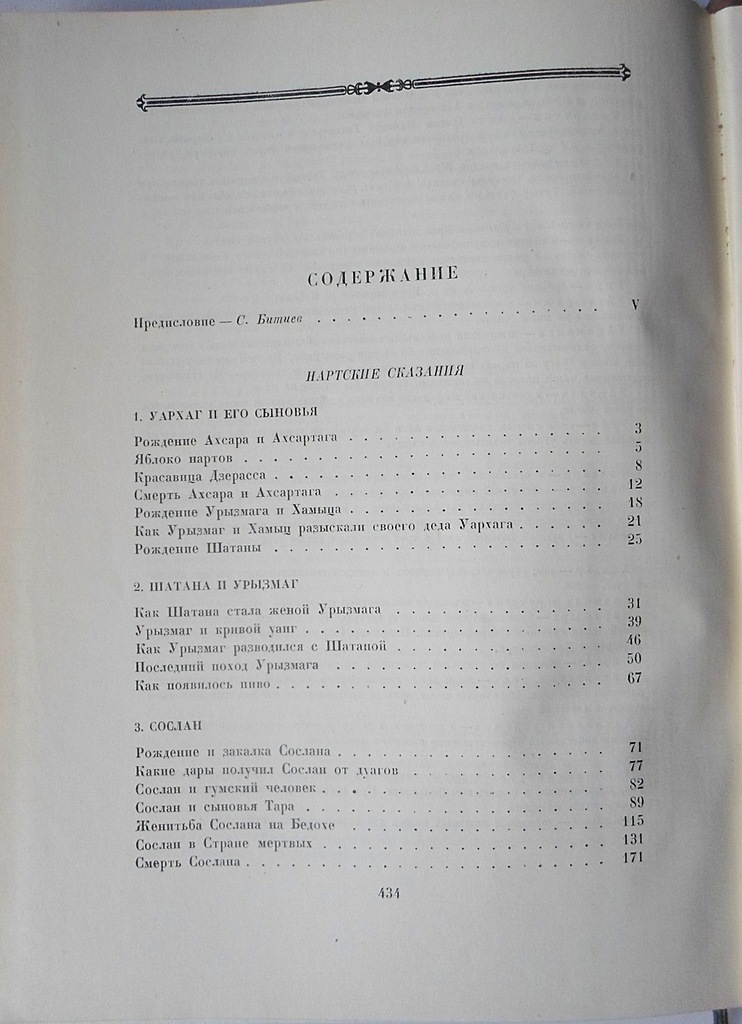 СОДЕРЖАНИЕ
Предисловие — С. Битиев . . . . . . . . . . . . . . . . . . V
НАРТСКИЕ СКАЗАНИЯ
1. УАРХАГ И ЕГО СЫНОВЬЯ
Рождение Ахсара и Ахсартага . . . . . . . . . . . . . . . . 3
Яблоко нартов . . . . . . . . . . . . . . . . . . . . . . 5
Красавица Дзерасса . . . . . . . . . . . . . . . . . . . . 8
Смерть Ахсара и Ахсартага . . . . . . . . . . . . . . . . . 12
Рождение Урызмага и Хамыца . . . . . . . . . . . . . . . . 18
Как Урызмаг и Хамыц разыскали своего деда Уархага . . . . . . 21
Рождение Шатаны . . . . . . . . . . . . . . . . . . . . . 25
2. ШАТАНА И УРЫЗМАГ
Как Шатана стала женой Урызмага . . . . . . . . . . . . . 31
Урызмаг и кривой уаиг . . . . . . . . . . . . . . . . . . . 39
Как Урызмаг разводился с Шатаной . . . . . . . . . . . . . 46
Последний поход Урызмага . . . . . . . . . . . . . . . . . 50
Как появилось пиво . . . . . . . . . . . . . . . . . . . . . 67
3. СОСЛАН
Рождение и закалка Сослана . . . . . . . . . . . . . . . . . 71
Какие дары получил Сослан от дуагов . . . . . . . . . . . . 77
Сослан и гумский человек . . . . . . . . . . . . . . . . . . 82
Сослан и сыновья Тара . . . . . . . . . . . . . . . . . . . 89
Женитьба Сослана на Бедохе . . . . . . . . . . . . . . . . 115
Сослан в Стране мертвых . . . . . . . . . . . . . . . . . . 131
Смерть Сослана . . . . . . . . . . . . . . . . . . . . . . . 171
434